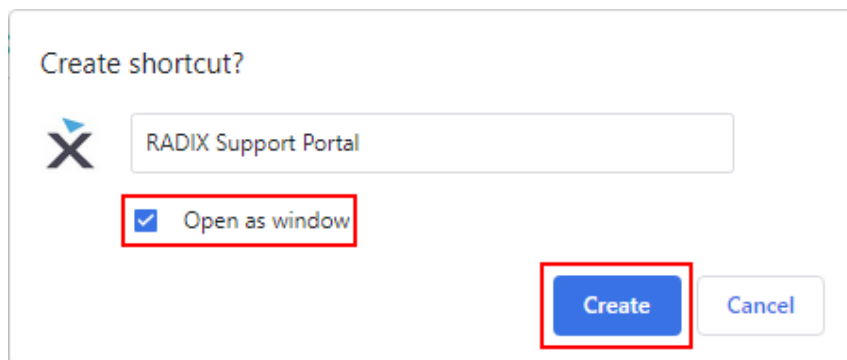 Create shortcut?
RADIX Support Portal
Open as window
Create
Cancel